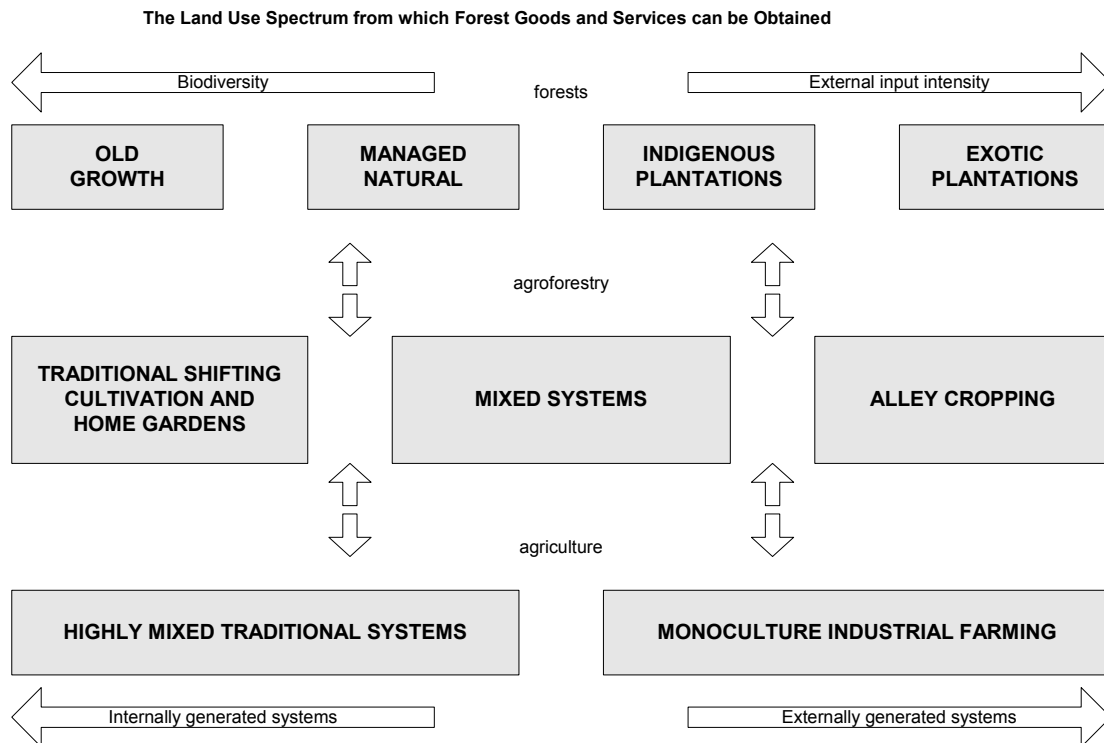 The Land Use Spectrum from which Forest Goods and Services can be Obtained
Biodiversity
forests
External input intensity
OLD
GROWTH
MANAGED
NATURAL
INDIGENOUS
PLANTATIONS
EXOTIC
PLANTATIONS
agroforestry
TRADITIONAL SHIFTING
CULTIVATION AND
HOME GARDENS
MIXED SYSTEMS
ALLEY CROPPING
agriculture
HIGHLY MIXED TRADITIONAL SYSTEMS
MONOCULTURE INDUSTRIAL FARMING
Internally generated systems
Externally generated systems